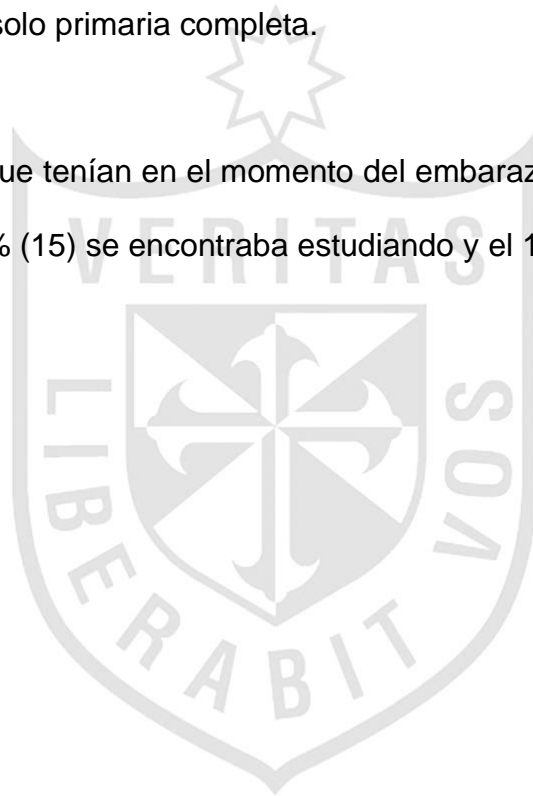 solo primaria completa.
ue tenían en el momento del embaraz
% (15) se encontraba estudiando y el 1
VERITAS
LIBERABIT VOS